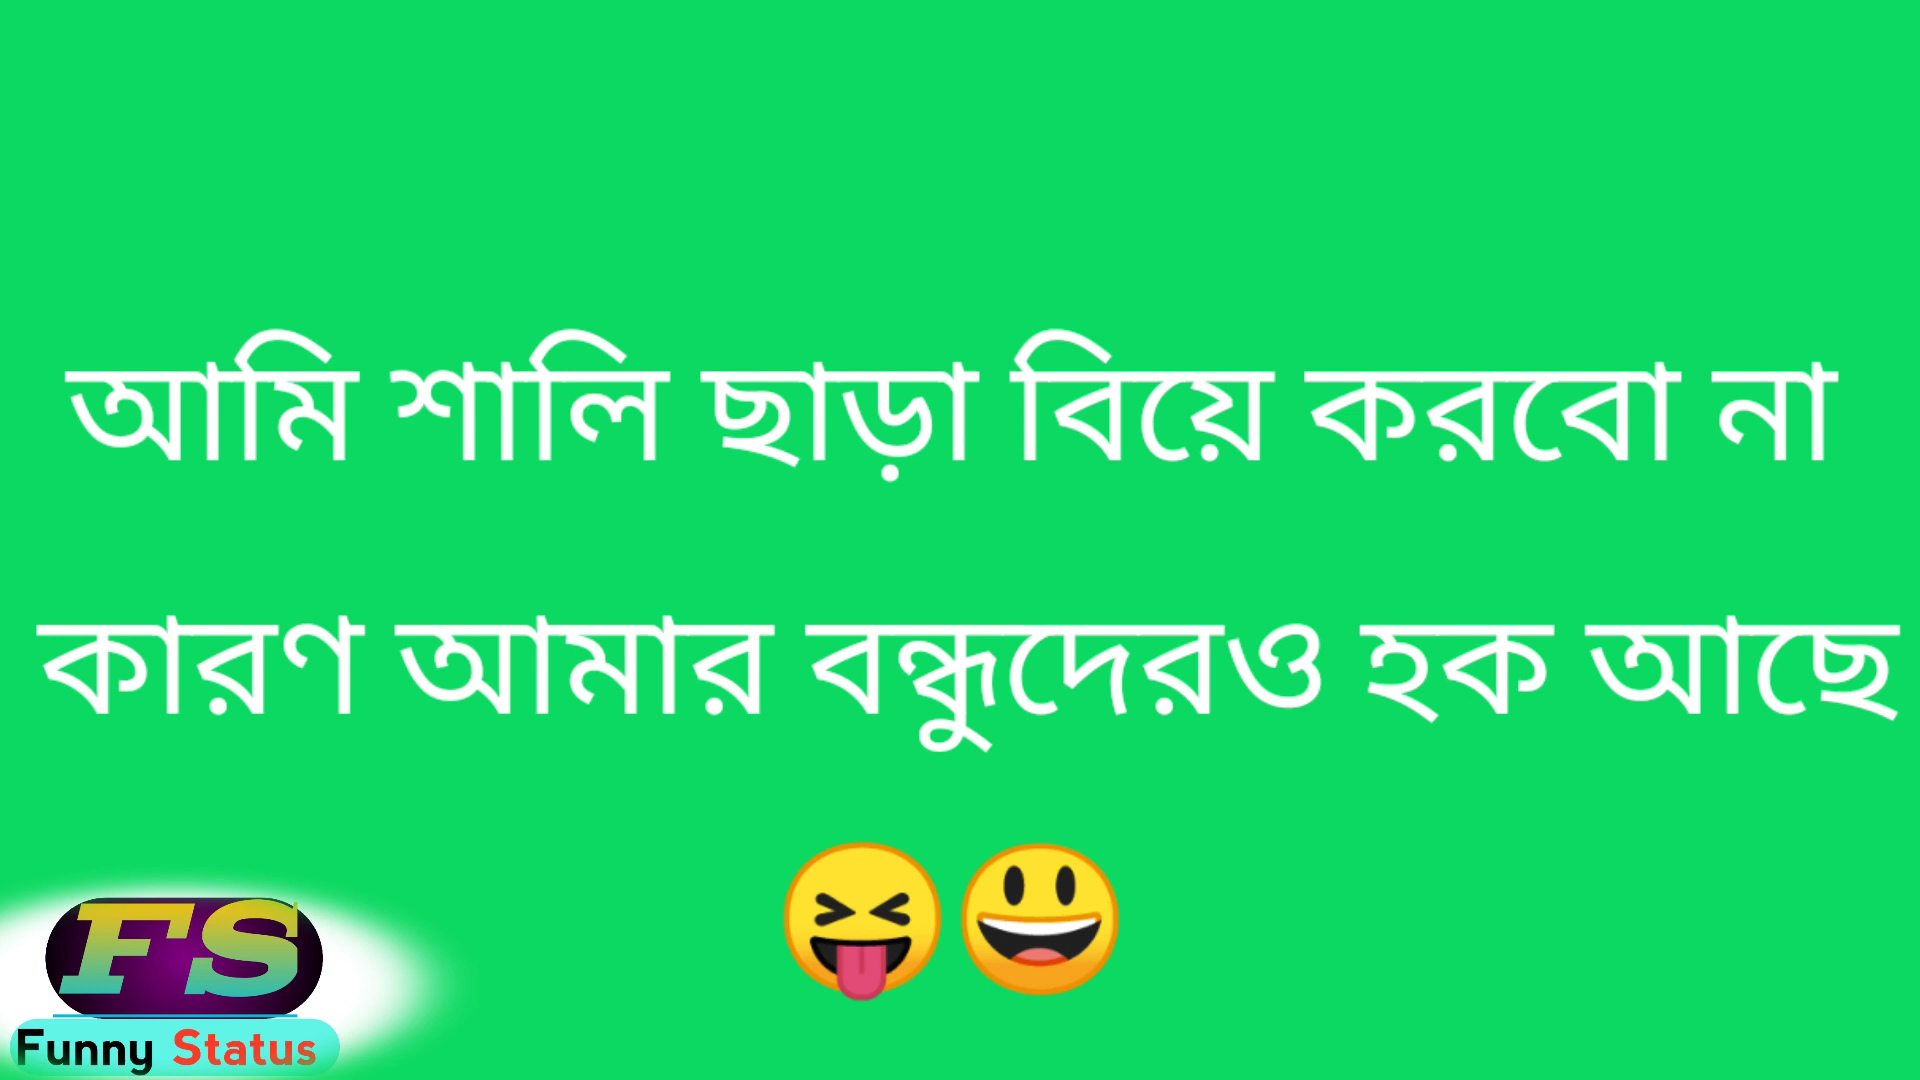 আমি শালি ছাড়া বিয়ে করবো না
কারণ আমার বন্ধুদেরও হক আছে
😝😃
FS
Funny Status